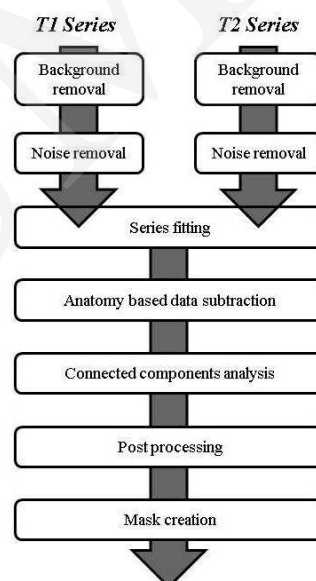 T1 Series
T2 Series
Background
removal
Background
removal
Noise removal
Noise removal
Series fitting
Anatomy based data subtraction
Connected components analysis
Post processing
Mask creation